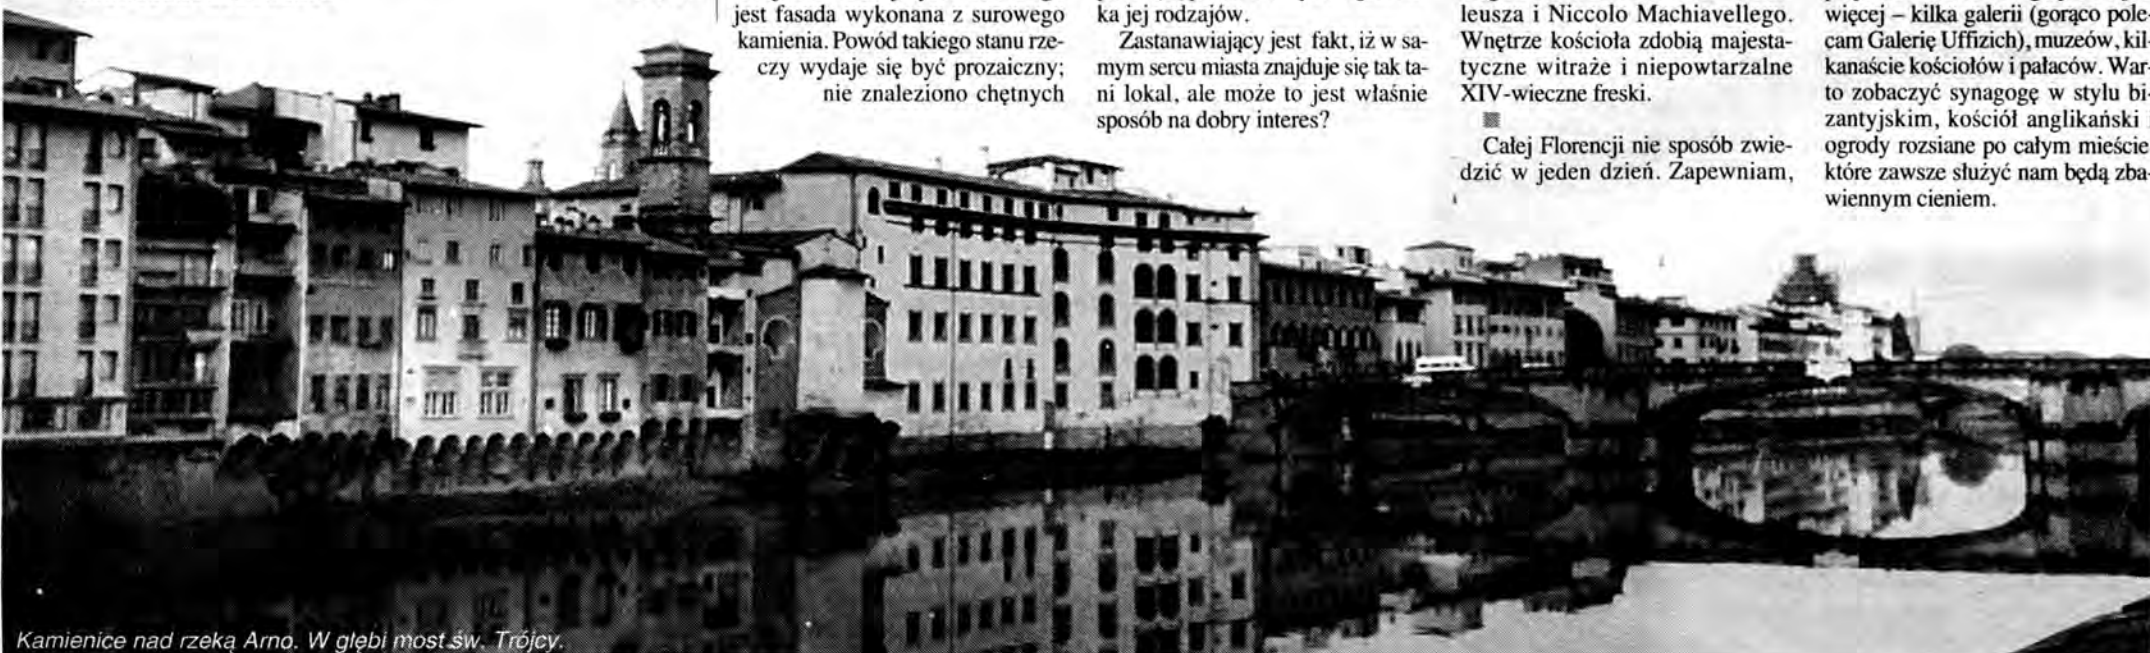 jest fasada wykonana z surowego
kamienia. Powód takiego stanu rze-
czy wydaje się być prozaiczny;
nie znaleziono chętnych
ka jej rodzajów.
Zastanawiający jest fakt, iż w sa-
mym sercu miasta znajduje się tak ta-
ni lokal, ale może to jest właśnie
sposób na dobry interes?
leusza i Niccolo Machiavellego.
Wnętrze kościoła zdobią majesta-
tyczne witraże i niepowtarzalne
XIV-wieczne freski.
Całej Florencji nie sposób zwie-
dzić w jeden dzień. Zapewniam,
więcej – kilka galerii (gorąco pole-
cam Galerię Uffizich), muzeów, kil-
kanaście kościołów i pałaców. War-
to zobaczyć synagogę w stylu bi-
zantyjskim, kościół anglikański i
ogrody rozsiane po całym mieście
które zawsze służyć nam będą zba-
wiennym cieniem.
Kamienice nad rzeką Arno. W głębi most św. Trójcy.